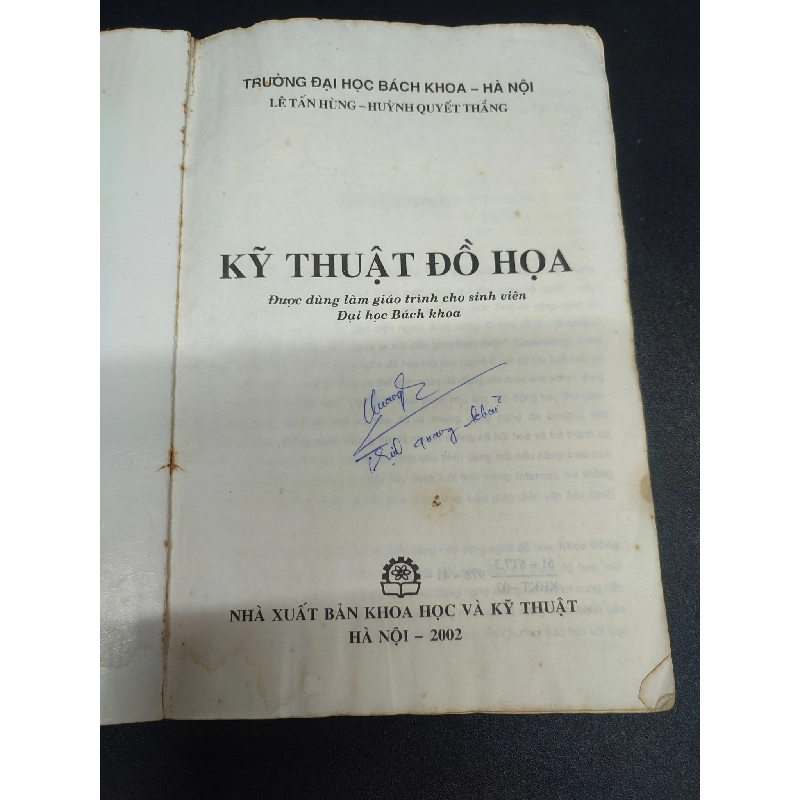 TRƯỜNG ĐẠI HỌC BÁCH KHOA – HÀ NỘI
LÊ TẤN HÙNG – HUỲNH QUYẾT THẮNG
KỸ THUẬT ĐỒ HỌA
Được dùng làm giáo trình cho sinh viên
Đại học Bách khoa
NHÀ XUẤT BẢN KHOA HỌC VÀ KỸ THUẬT
HÀ NỘI – 2002